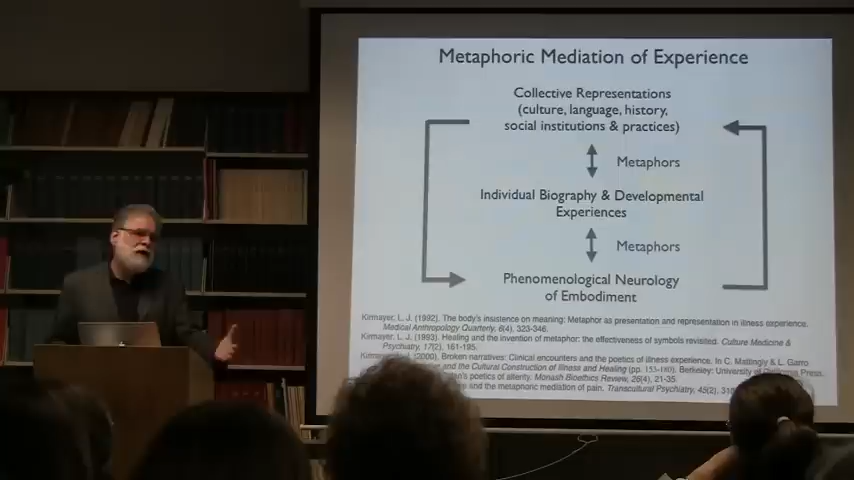 Metaphoric Mediation of Experience
Collective Representations
(culture, language, history,
social institutions & practices)
Metaphors
Individual Biography & Developmental
Experiences
Metaphors
Phenomenological Neurology
of Embodiment
Kirmayer, L. J. (1992). The body's insistence on meaning: Metaphor as presentation and representation in illness experience.
Medical Anthropology Quarterly, 6(4), 323-346.
Kirmayer, L. J. (1993). Healing and the invention of metaphor: the effectiveness of symbols revisited. Culture Medicine &
Psychiatry, 17(2), 161-195.
(2000). Broken narratives: Clinical encounters and the poetics of illness experience. In C. Mattingly & L. Garro
and the Cultural Construction of Illness and Healing (pp. 153-180). Berkeley: University Press.
poetics of alterity. Monash Bioethics Review, 26(4), 21-35.
and the metaphoric mediation of pain. Transcultural Psychiatry, 45(2),